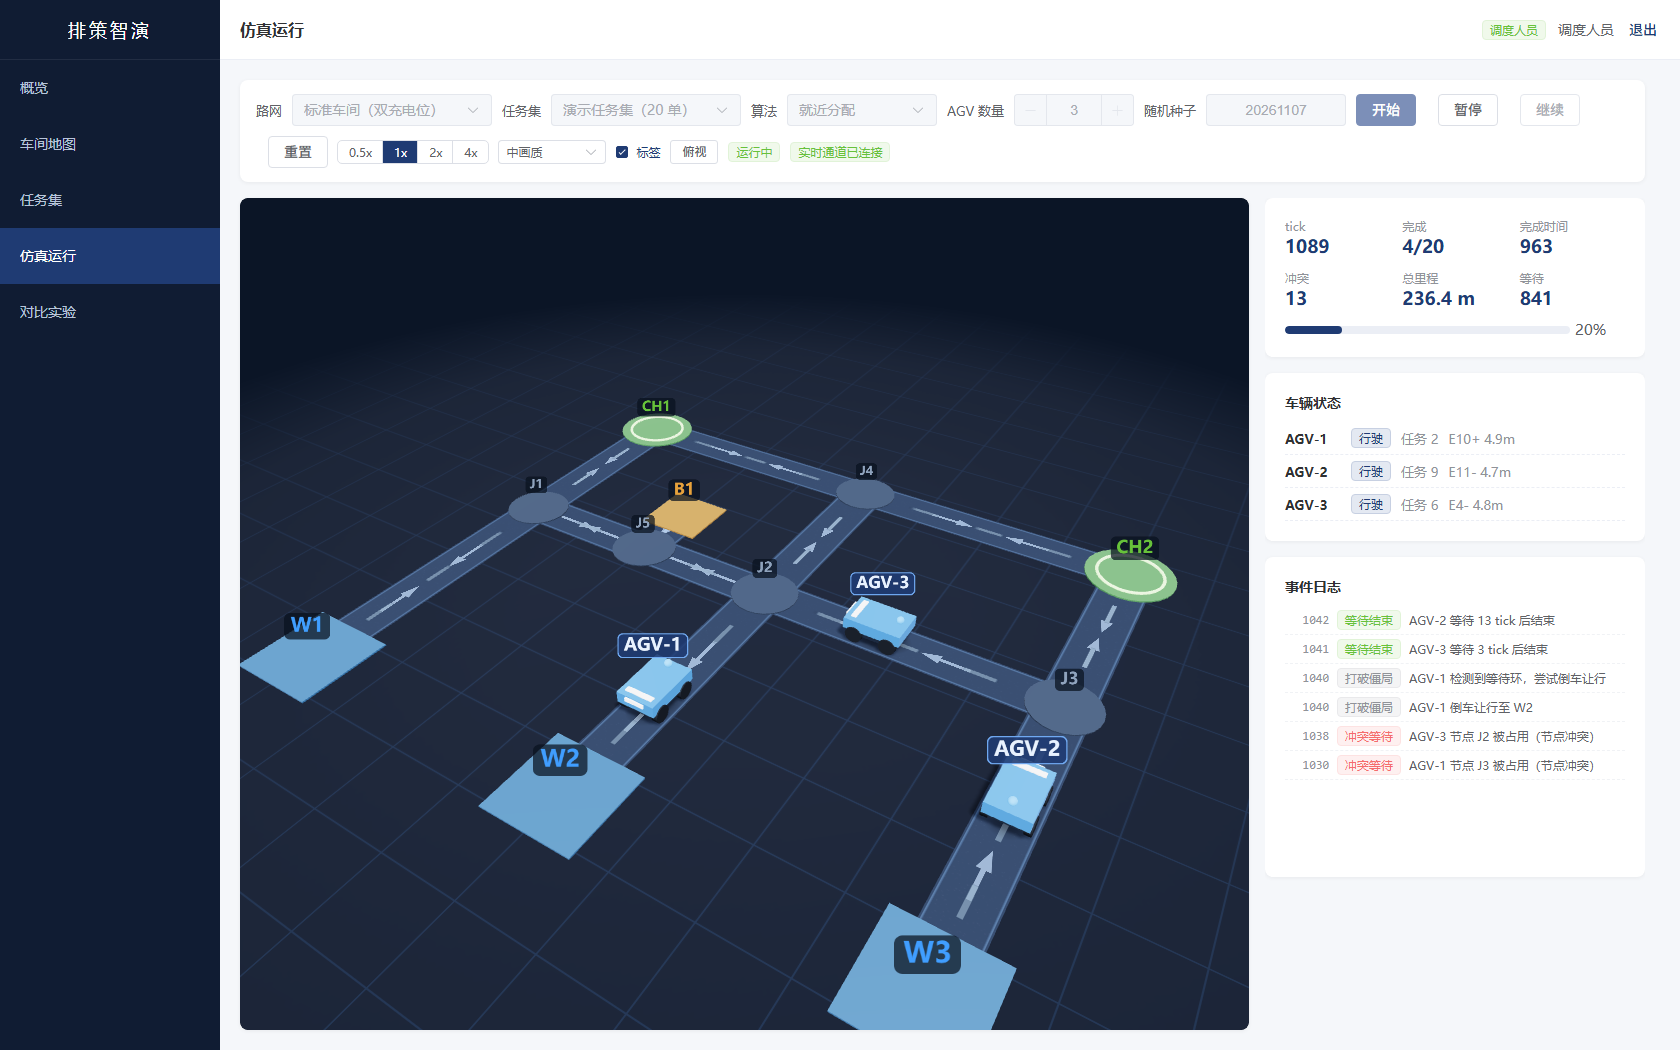 排策智演
概览
车间地图
任务集
仿真运行
对比实验
仿真运行
调度人员 调度人员 退出
路网 标准车间（双充电位） 任务集 演示任务集（20 单） 算法 就近分配 AGV 数量 − 3 + 随机种子 20261107 开始 暂停 继续
重置 0.5x 1x 2x 4x 中画质 标签 俯视 运行中 实时通道已连接
CH1
J4
J1
B1
J5
CH2
J2
AGV-3
W1
AGV-1
J3
AGV-2
W2
W3
tick 完成 完成时间
1089 4/20 963
冲突 总里程 等待
13 236.4 m 841
20%
车辆状态
AGV-1 行驶 任务 2 E10+ 4.9m
AGV-2 行驶 任务 9 E11- 4.7m
AGV-3 行驶 任务 6 E4- 4.8m
事件日志
1042 等待结束 AGV-2 等待 13 tick 后结束
1041 等待结束 AGV-3 等待 3 tick 后结束
1040 打破僵局 AGV-1 检测到等待环，尝试倒车让行
1040 打破僵局 AGV-1 倒车让行至 W2
1038 冲突等待 AGV-3 节点 J2 被占用（节点冲突）
1030 冲突等待 AGV-1 节点 J3 被占用（节点冲突）